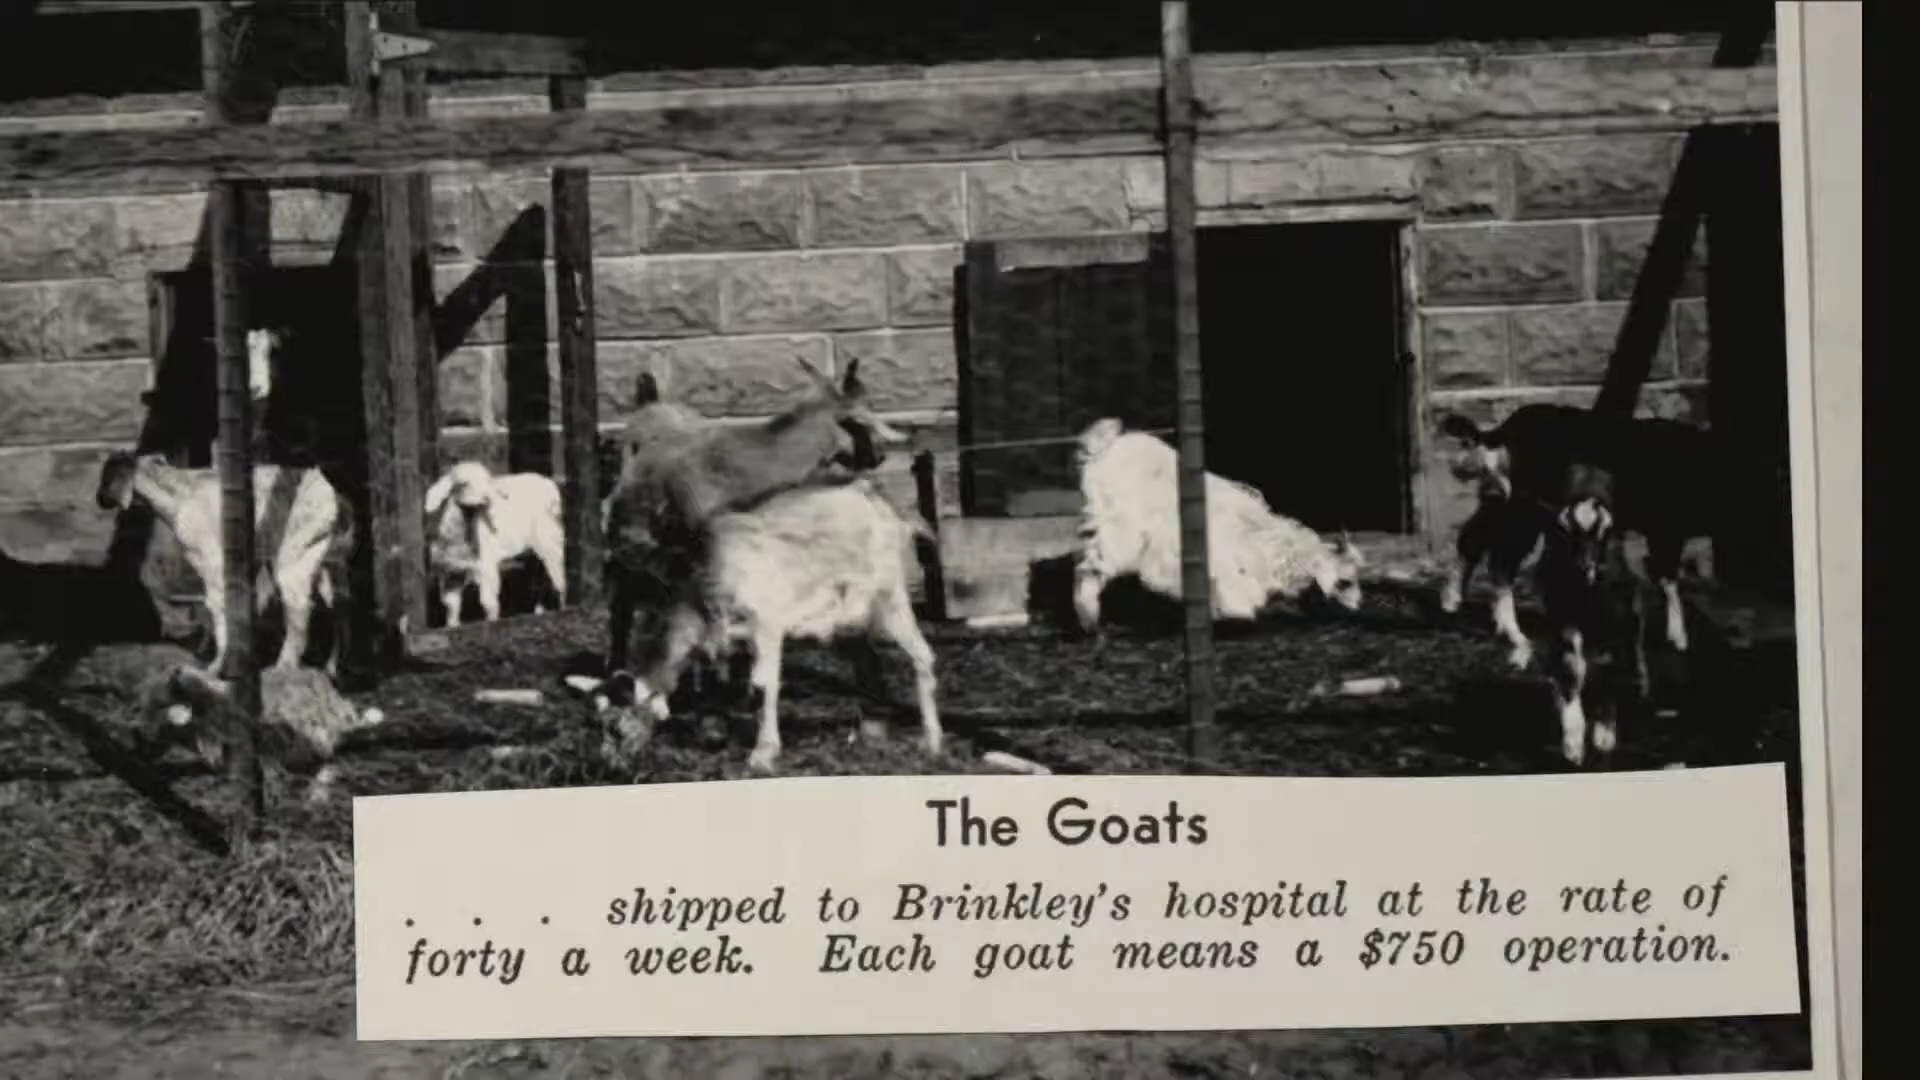 The Goats
. . . shipped to Brinkley's hospital at the rate of
forty a week. Each goat means a $750 operation.